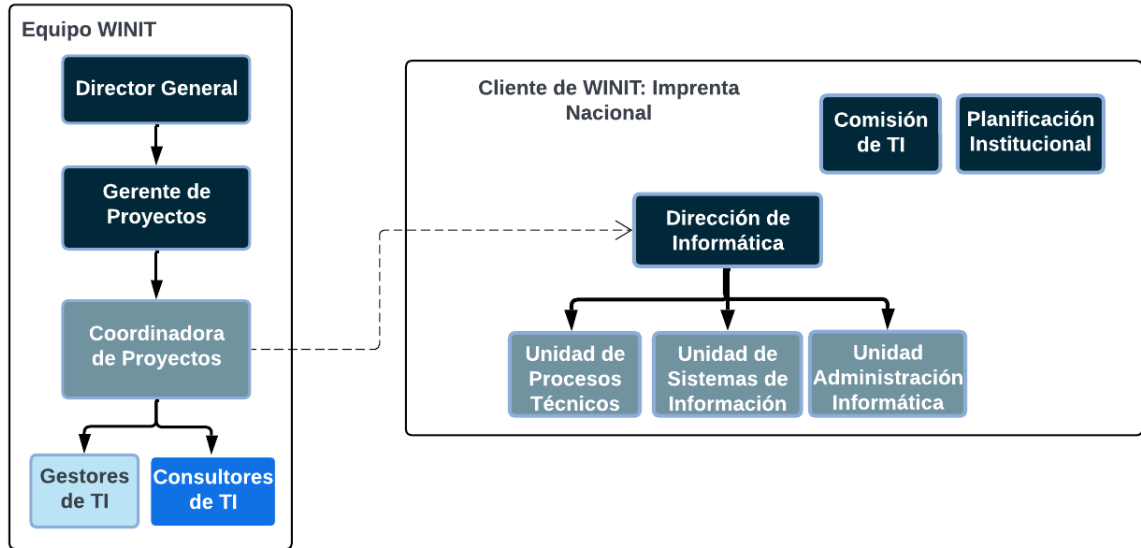 Equipo WINIT
Director General
Gerente de
Proyectos
Coordinadora
de Proyectos
Gestores
de TI
Consultores
de TI
Cliente de WINIT: Imprenta
Nacional
Comisión
de TI
Planificación
Institucional
Dirección de
Informática
Unidad de
Procesos
Técnicos
Unidad de
Sistemas de
Información
Unidad
Administración
Informática